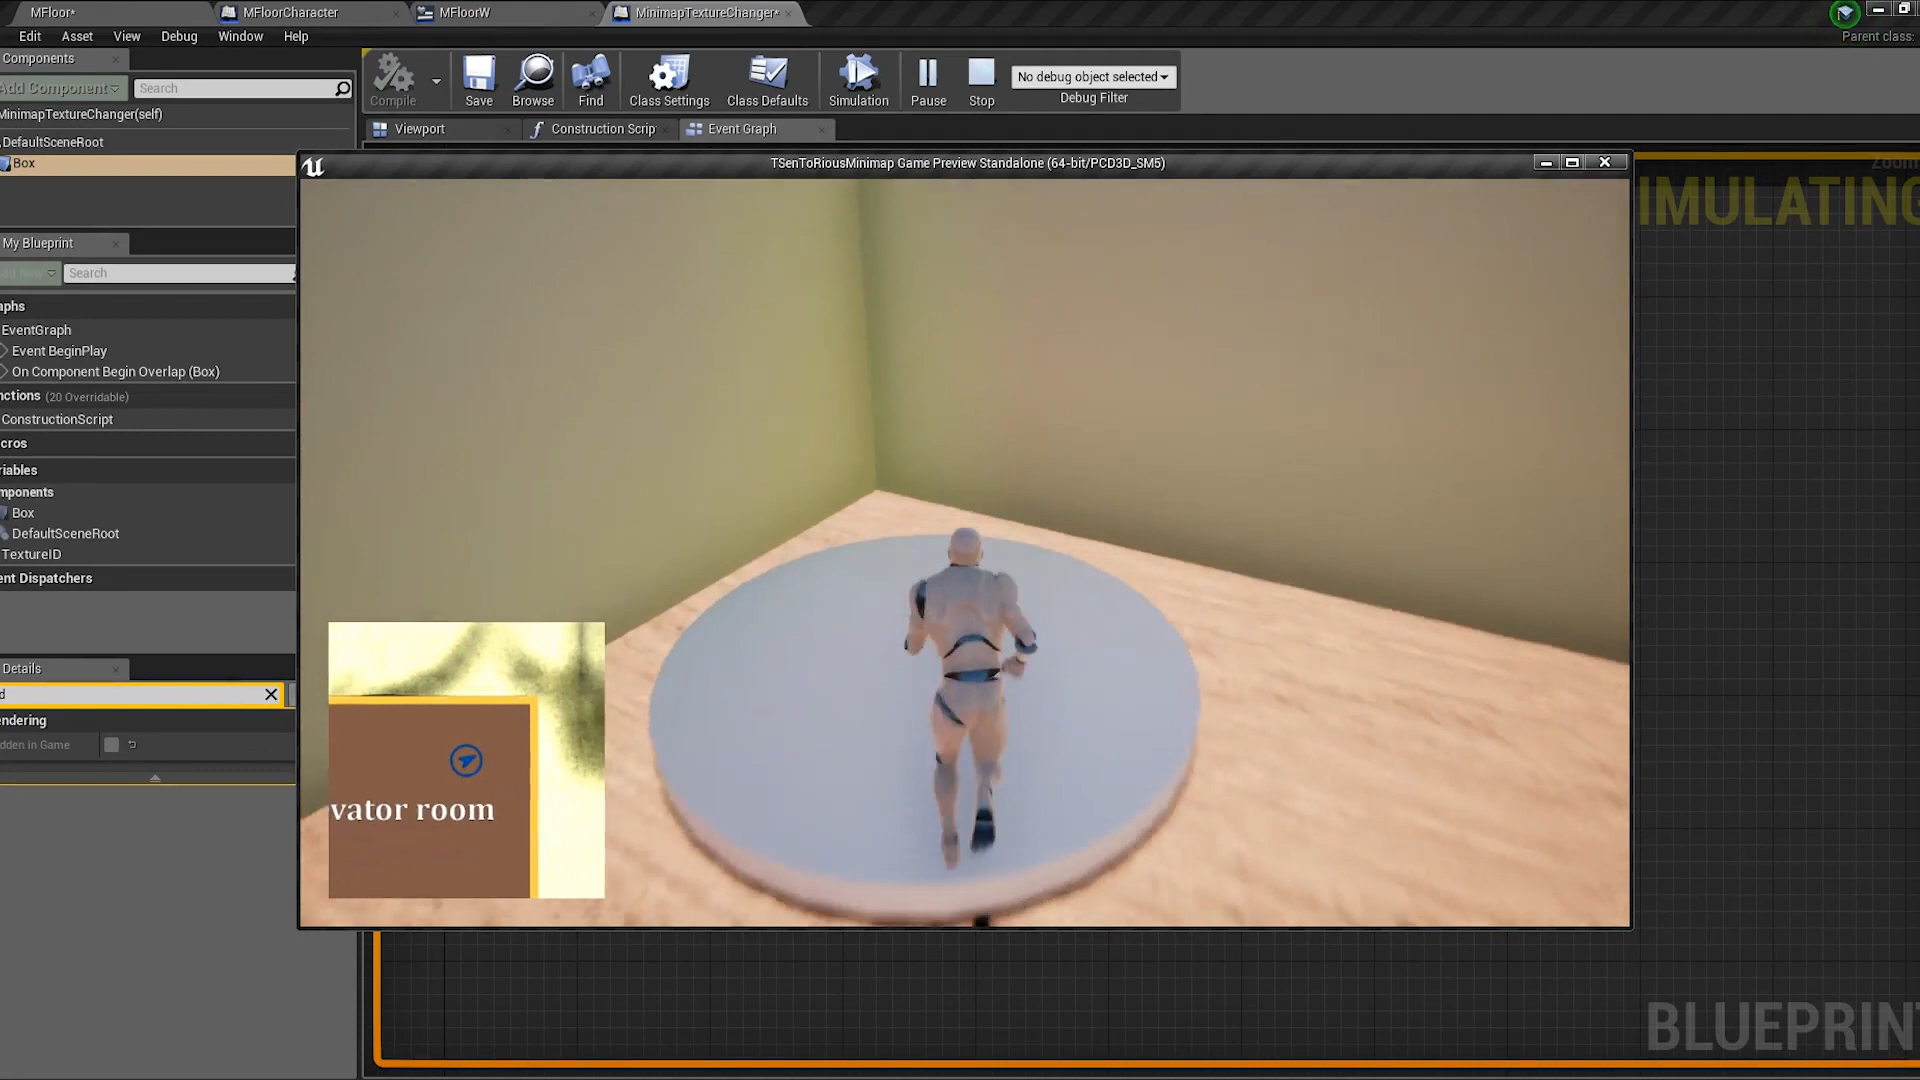 MFloor*
MFloorCharacter
MFloorW
MinimapTextureChanger*
Edit Asset View Debug Window Help
Parent class:
Components
Add Component
Search
Compile
Save
Browse
Find
Class Settings
Class Defaults
Simulation
Pause
Stop
No debug object selected
Debug Filter
MinimapTextureChanger(self)
Viewport
Construction Scrip
Event Graph
DefaultSceneRoot
Box
TSenToRiousMinimap Game Preview Standalone (64-bit/PCD3D_SM5)
Zoom
IMULATING
My Blueprint
Search
aphs
EventGraph
Event BeginPlay
On Component Begin Overlap (Box)
nctions (20 Overridable)
ConstructionScript
cros
riables
mponents
Box
DefaultSceneRoot
TextureID
ent Dispatchers
Details
d
endering
dden in Game
vator room
BLUEPRINT